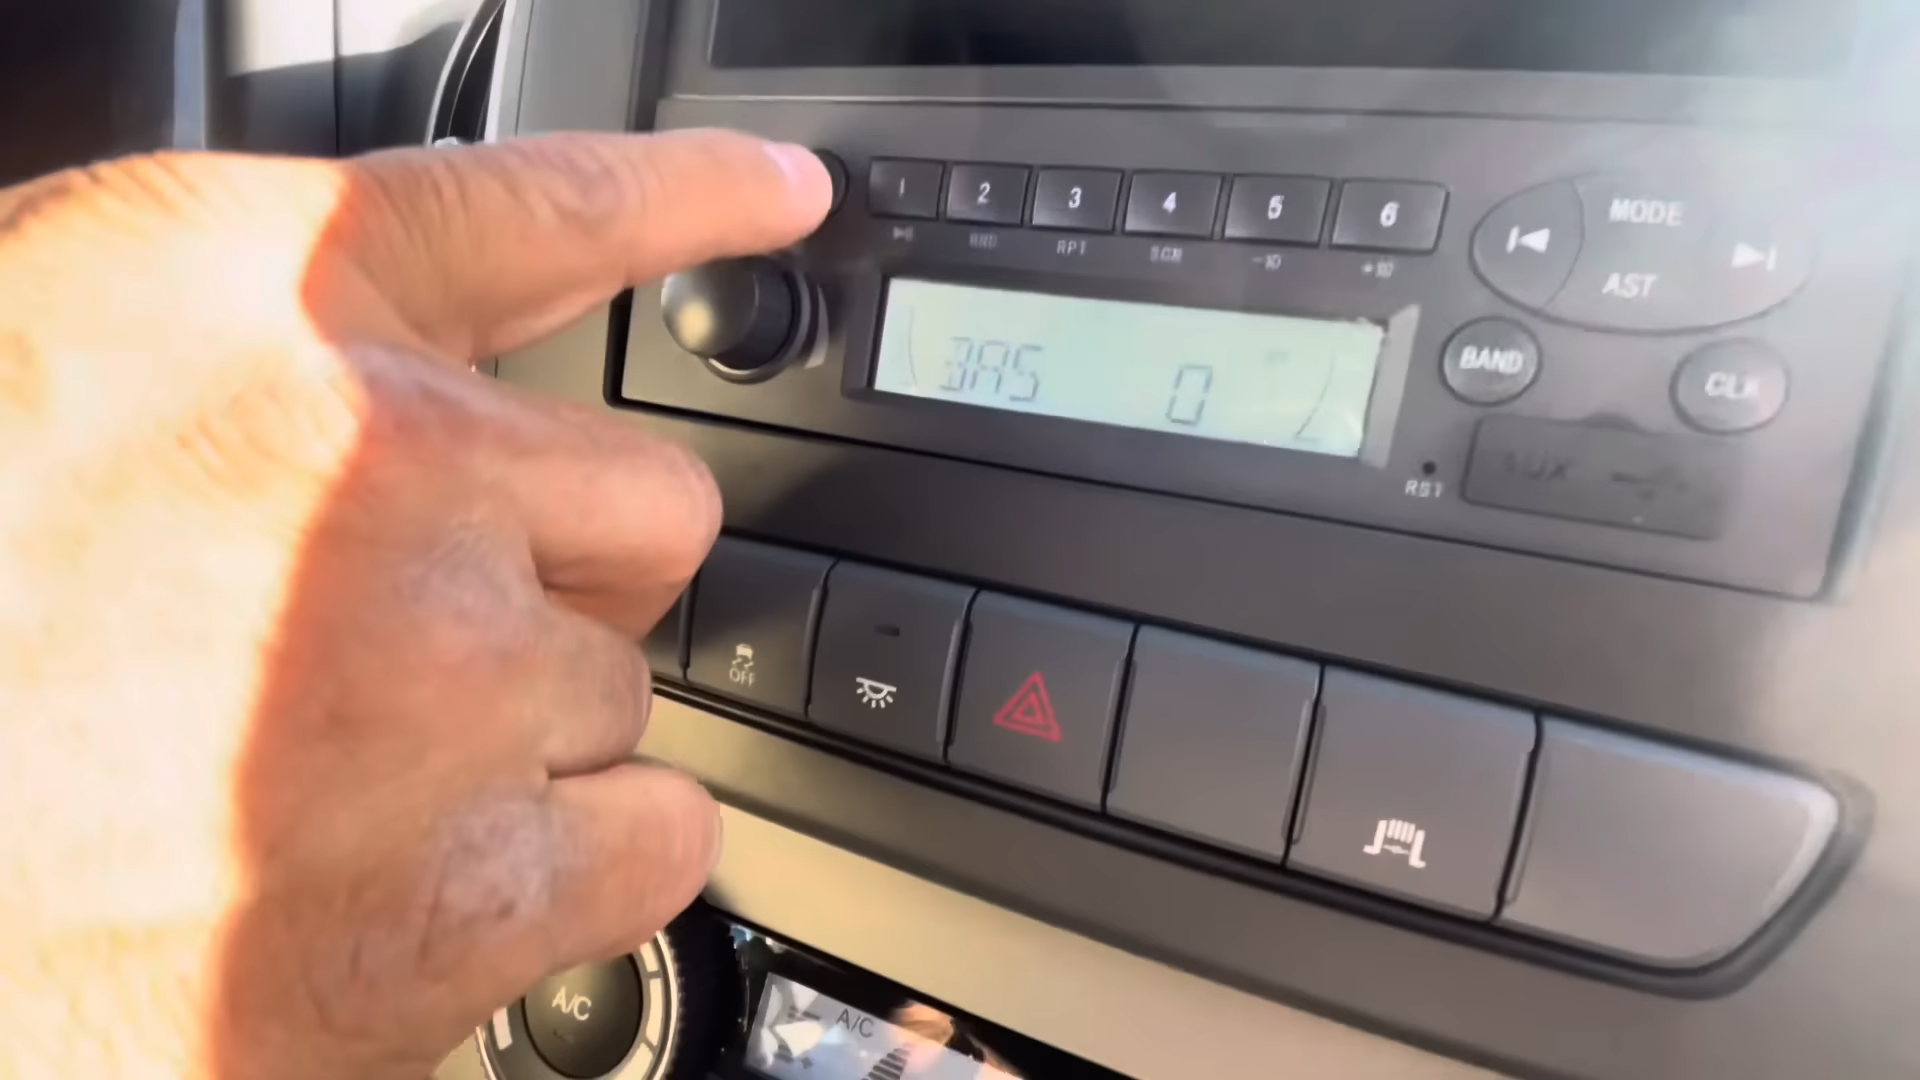 1 2 3 4 5 6
RPT SCN -10 +10
MODE
AST
BAS 0
BAND
CLK
RST
AUX
OFF
A/C
A/C